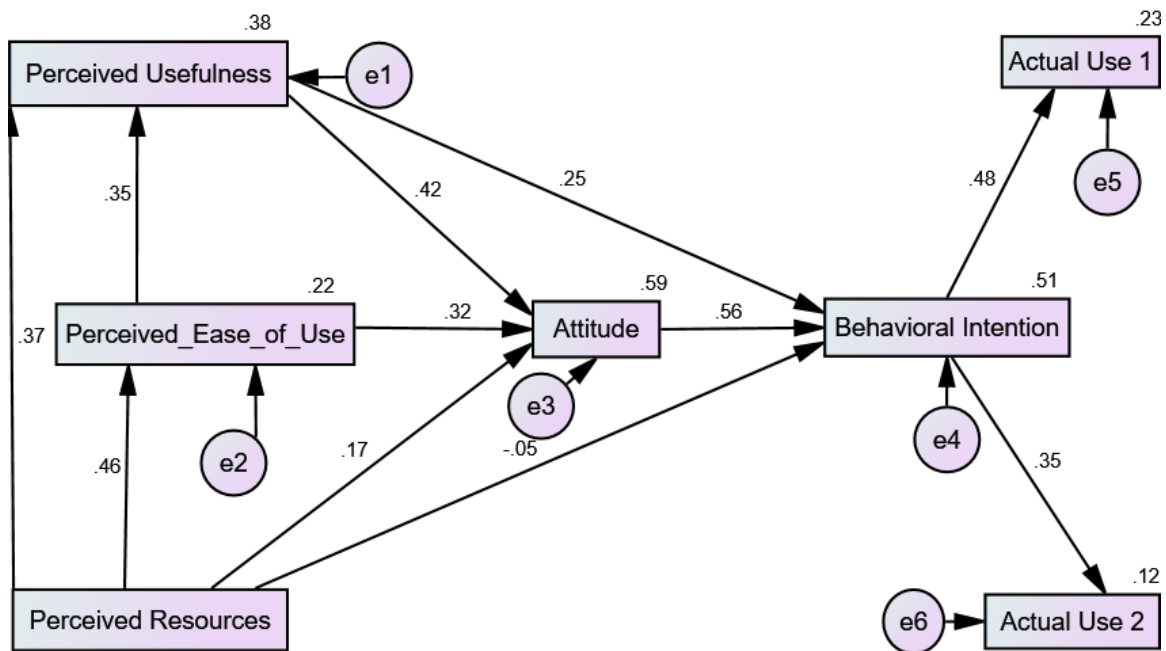 .38
.23
Perceived Usefulness
e1
Actual Use 1
.35
.42
.25
.48
e5
.22
.59
.51
.37
Perceived_Ease_of_Use
.32
Attitude
.56
Behavioral Intention
e3
e2
.46
.17
-.05
e4
.35
.12
Perceived Resources
e6
Actual Use 2